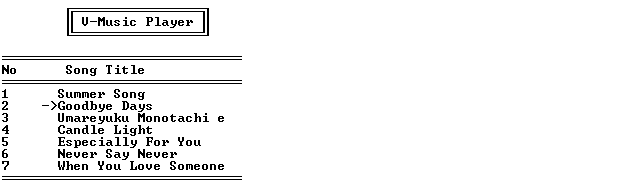 V-Music Player
No Song Title
1 Summer Song
2 ->Goodbye Days
3 Umareyuku Monotachi e
4 Candle Light
5 Especially For You
6 Never Say Never
7 When You Love Someone